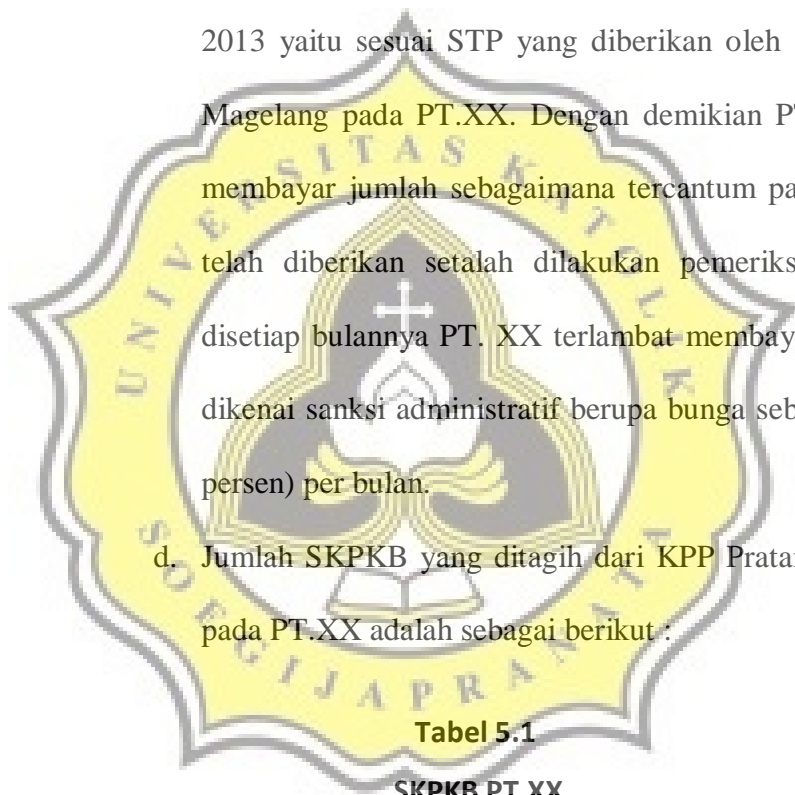 2013 yaitu sesuai STP yang diberikan oleh
Magelang pada PT.XX. Dengan demikian P
membayar jumlah sebagaimana tercantum pa
telah diberikan setalah dilakukan pemeriks
disetiap bulannya PT. XX terlambat membay
dikenai sanksi administratif berupa bunga seb
persen) per bulan.
d. Jumlah SKPKB yang ditagih dari KPP Prata
pada PT.XX adalah sebagai berikut :
Tabel 5.1
SKPKB PT XX
UNIVERSITAS KATOLIK
SOEGIJAPRANATA